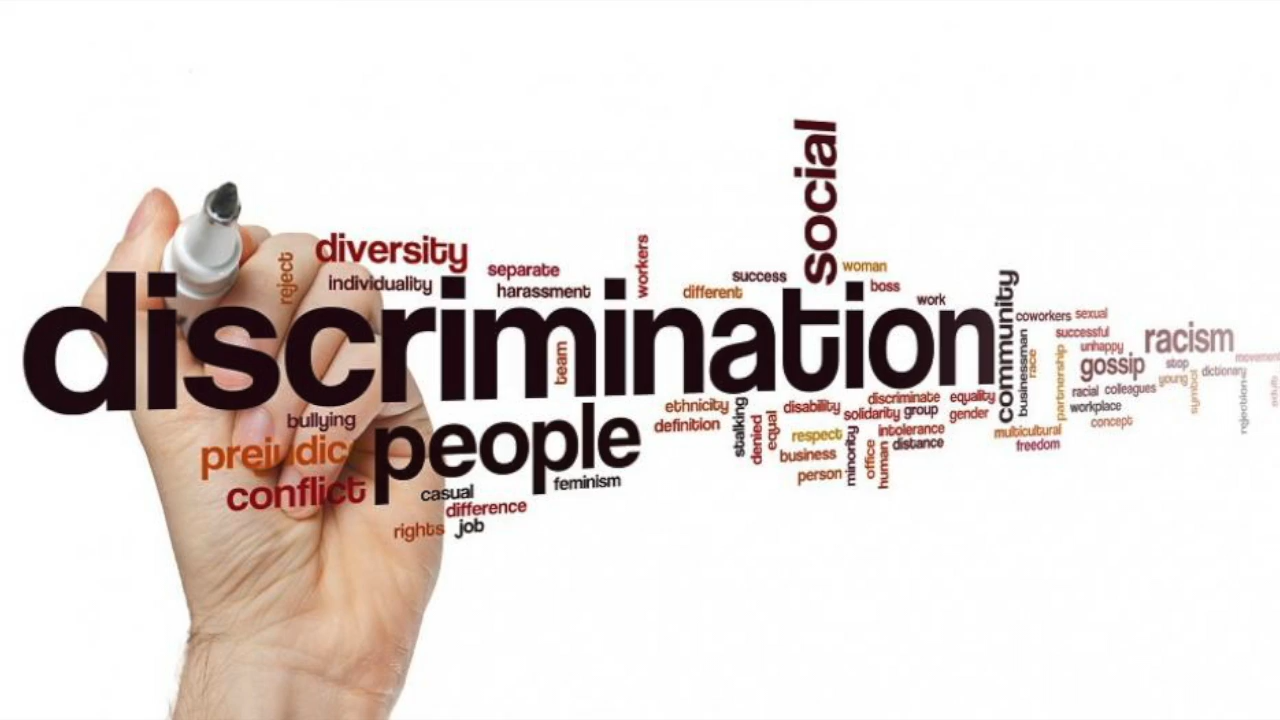 social
diversity
workers
reject
separate
individuality
harassment
different
success
woman
boss
work
discrimination
team
community
coworkers
sexual
successful
unhappy
racism
businessman
race
partnership
gossip
stop
racial
colleagues
young
symbol
dictionary
movement
rejection
workplace
concept
bullying
prejudic
conflict
people
ethnicity
definition
stalking
denied
equal
disability
discriminate
equality
solidarity
group
gender
respect
business
person
minority
office
human
intolerance
distance
multicultural
freedom
casual
feminism
difference
rights
job